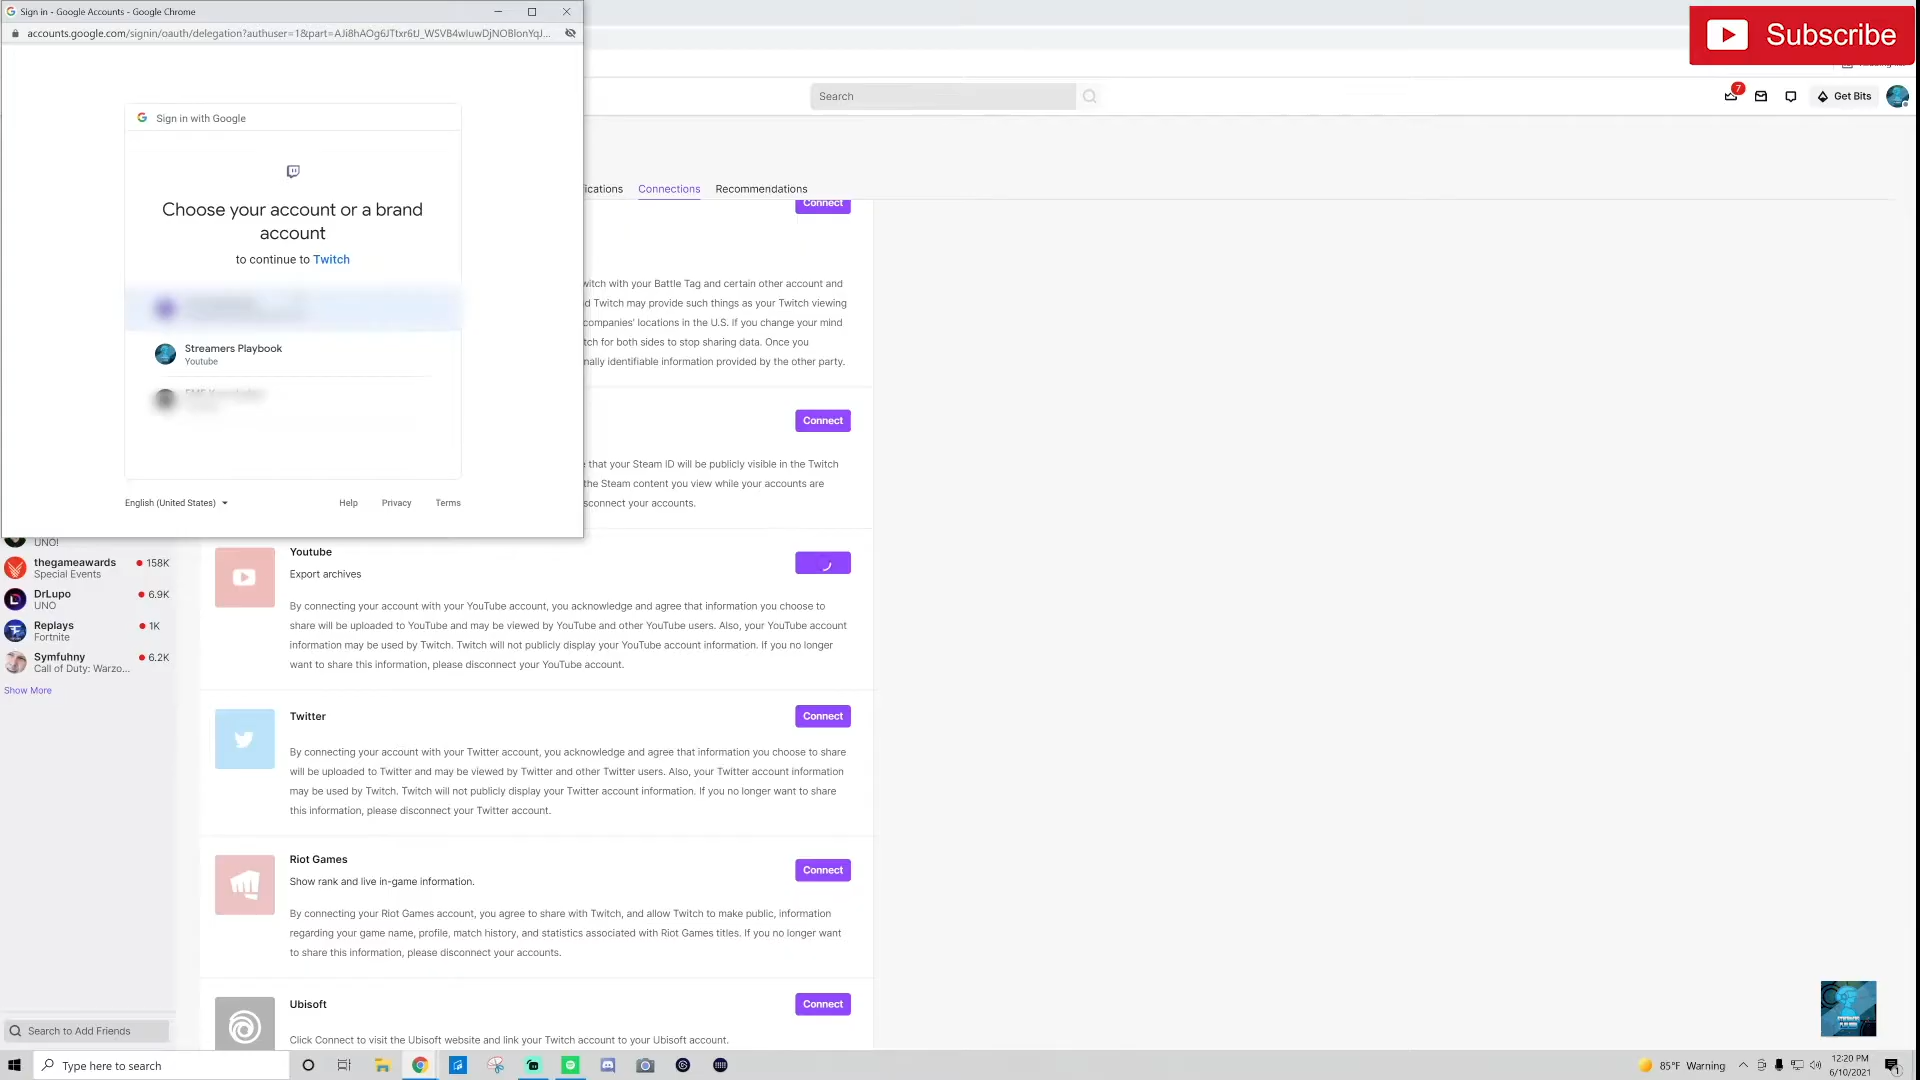 Sign in - Google Accounts - Google Chrome
accounts.google.com/signin/oauth/delegation?authuser=1&part=AJi8hAOg6JTtxr6tJ_WSVB4wIuwDjNOBlonYqJ...
Subscribe
Search
7
Get Bits
Sign in with Google
Choose your account or a brand
account
to continue to Twitch
Streamers Playbook
Youtube
English (United States)
Help
Privacy
Terms
ications
Connections
Recommendations
Connect
witch with your Battle Tag and certain other account and
d Twitch may provide such things as your Twitch viewing
companies' locations in the U.S. If you change your mind
tch for both sides to stop sharing data. Once you
nally identifiable information provided by the other party.
Connect
that your Steam ID will be publicly visible in the Twitch
the Steam content you view while your accounts are
sconnect your accounts.
UNO!
thegameawards
158K
Special Events
DrLupo
6.9K
UNO
Replays
1K
Fortnite
Symfuhny
6.2K
Call of Duty: Warzo...
Show More
Search to Add Friends
Youtube
Export archives
By connecting your account with your YouTube account, you acknowledge and agree that information you choose to
share will be uploaded to YouTube and may be viewed by YouTube and other YouTube users. Also, your YouTube account
information may be used by Twitch. Twitch will not publicly display your YouTube account information. If you no longer
want to share this information, please disconnect your YouTube account.
Twitter
Connect
By connecting your account with your Twitter account, you acknowledge and agree that information you choose to share
will be uploaded to Twitter and may be viewed by Twitter and other Twitter users. Also, your Twitter account information
may be used by Twitch. Twitch will not publicly display your Twitter account information. If you no longer want to share
this information, please disconnect your Twitter account.
Riot Games
Show rank and live in-game information.
Connect
By connecting your Riot Games account, you agree to share with Twitch, and allow Twitch to make public, information
regarding your game name, profile, match history, and statistics associated with Riot Games titles. If you no longer want
to share this information, please disconnect your accounts.
Ubisoft
Connect
Click Connect to visit the Ubisoft website and link your Twitch account to your Ubisoft account.
Type here to search
85°F Warning
12:20 PM
6/10/2021
1